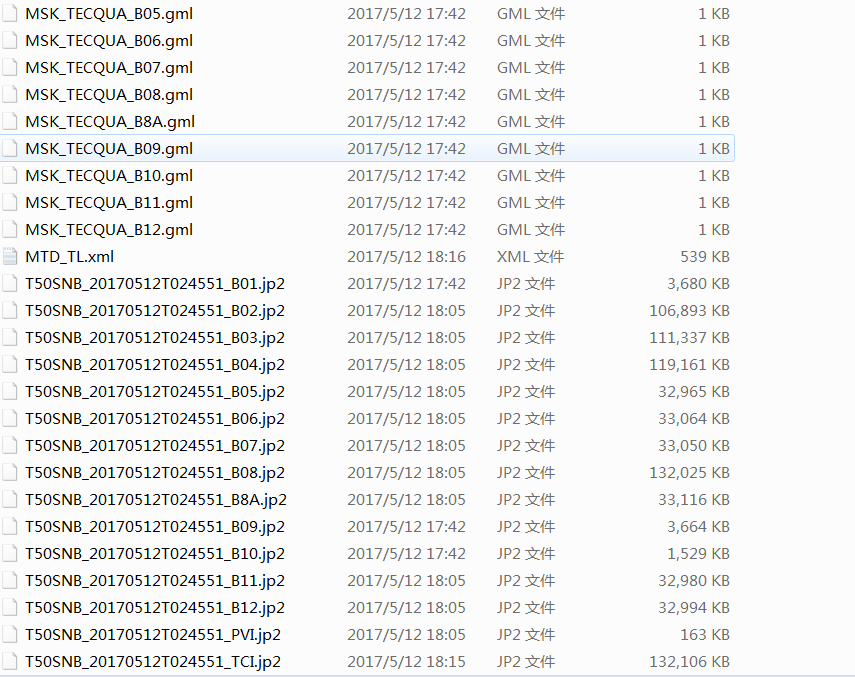 MSK_TECQUA_B05.gml 2017/5/12 17:42 GML 文件 1 KB
MSK_TECQUA_B06.gml 2017/5/12 17:42 GML 文件 1 KB
MSK_TECQUA_B07.gml 2017/5/12 17:42 GML 文件 1 KB
MSK_TECQUA_B08.gml 2017/5/12 17:42 GML 文件 1 KB
MSK_TECQUA_B8A.gml 2017/5/12 17:42 GML 文件 1 KB
MSK_TECQUA_B09.gml 2017/5/12 17:42 GML 文件 1 KB
MSK_TECQUA_B10.gml 2017/5/12 17:42 GML 文件 1 KB
MSK_TECQUA_B11.gml 2017/5/12 17:42 GML 文件 1 KB
MSK_TECQUA_B12.gml 2017/5/12 17:42 GML 文件 1 KB
MTD_TL.xml 2017/5/12 18:16 XML 文件 539 KB
T50SNB_20170512T024551_B01.jp2 2017/5/12 17:42 JP2 文件 3,680 KB
T50SNB_20170512T024551_B02.jp2 2017/5/12 18:05 JP2 文件 106,893 KB
T50SNB_20170512T024551_B03.jp2 2017/5/12 18:05 JP2 文件 111,337 KB
T50SNB_20170512T024551_B04.jp2 2017/5/12 18:05 JP2 文件 119,161 KB
T50SNB_20170512T024551_B05.jp2 2017/5/12 18:05 JP2 文件 32,965 KB
T50SNB_20170512T024551_B06.jp2 2017/5/12 18:05 JP2 文件 33,064 KB
T50SNB_20170512T024551_B07.jp2 2017/5/12 18:05 JP2 文件 33,050 KB
T50SNB_20170512T024551_B08.jp2 2017/5/12 18:05 JP2 文件 132,025 KB
T50SNB_20170512T024551_B8A.jp2 2017/5/12 18:05 JP2 文件 33,116 KB
T50SNB_20170512T024551_B09.jp2 2017/5/12 17:42 JP2 文件 3,664 KB
T50SNB_20170512T024551_B10.jp2 2017/5/12 17:42 JP2 文件 1,529 KB
T50SNB_20170512T024551_B11.jp2 2017/5/12 18:05 JP2 文件 32,980 KB
T50SNB_20170512T024551_B12.jp2 2017/5/12 18:05 JP2 文件 32,994 KB
T50SNB_20170512T024551_PVI.jp2 2017/5/12 18:05 JP2 文件 163 KB
T50SNB_20170512T024551_TCI.jp2 2017/5/12 18:15 JP2 文件 132,106 KB